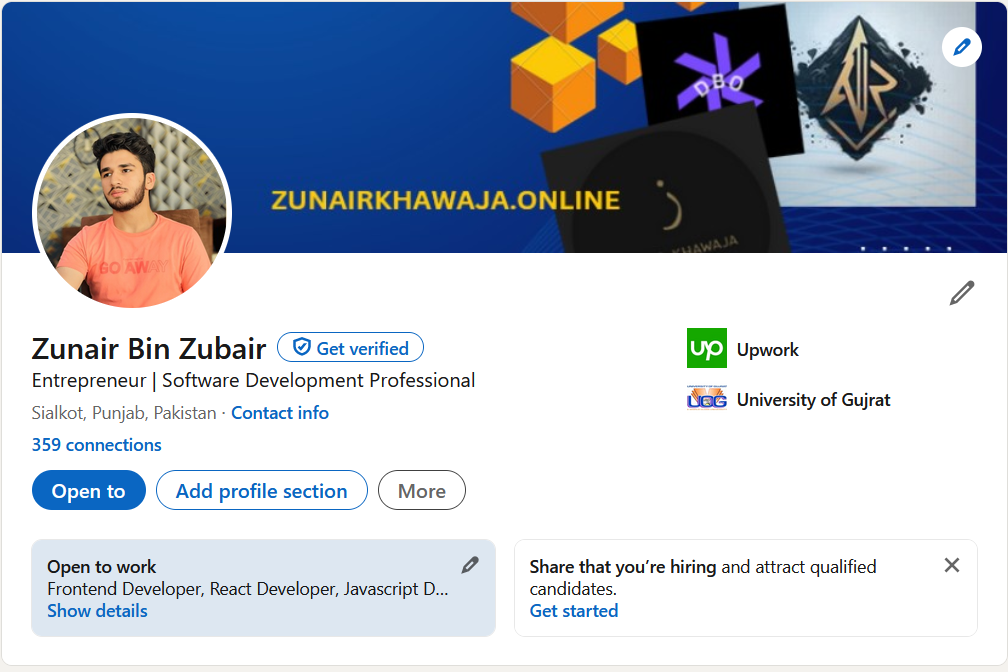 DBO
ZUNAIRKHAWAJA.ONLINE
KHAWAJA
GO AWAY
Zunair Bin Zubair
Get verified
Entrepreneur | Software Development Professional
Sialkot, Punjab, Pakistan · Contact info
359 connections
Open to
Add profile section
More
up
Upwork
UOG
University of Gujrat
Open to work
Frontend Developer, React Developer, Javascript D...
Show details
Share that you’re hiring and attract qualified
candidates.
Get started